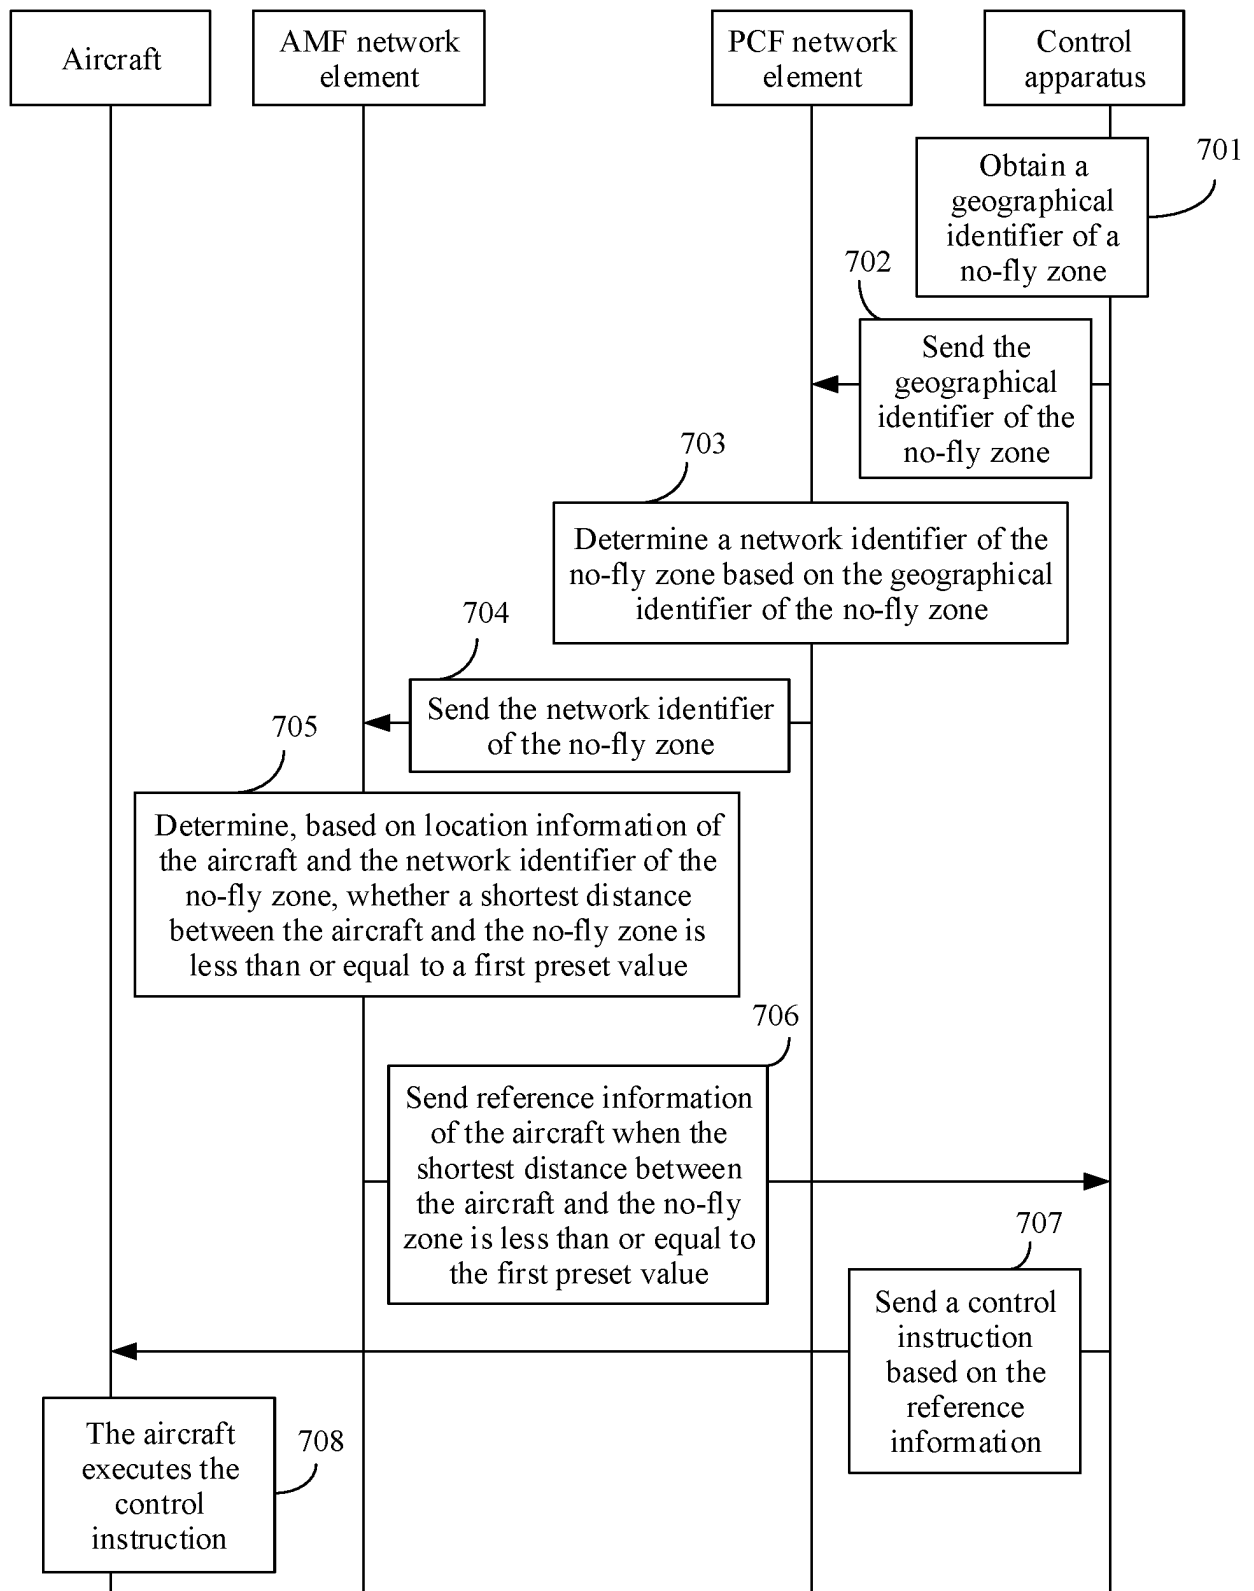 Aircraft
AMF network
element
PCF network
element
Control
apparatus
701
Obtain a
geographical
identifier of a
no-fly zone
702
Send the
geographical
identifier of the
no-fly zone
703
Determine a network identifier of the
no-fly zone based on the geographical
identifier of the no-fly zone
704
Send the network identifier
of the no-fly zone
705
Determine, based on location information of
the aircraft and the network identifier of the
no-fly zone, whether a shortest distance
between the aircraft and the no-fly zone is
less than or equal to a first preset value
706
Send reference information
of the aircraft when the
shortest distance between
the aircraft and the no-fly
zone is less than or equal to
the first preset value
707
Send a control
instruction
based on the
reference
information
The aircraft
executes the
control
instruction
708